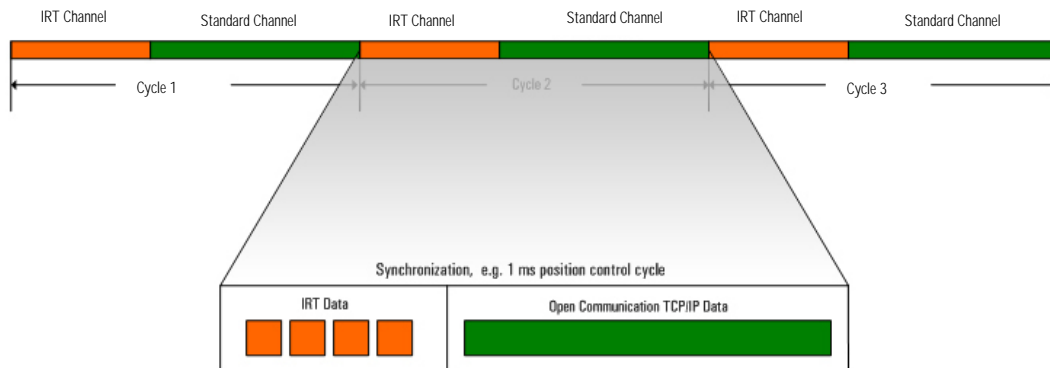 IRT Channel
Standard Channel
IRT Channel
Standard Channel
IRT Channel
Standard Channel
Cycle 1
Cycle 2
Cycle 3
Synchronization, e.g. 1 ms position control cycle
IRT Data
Open Communication TCP/IP Data